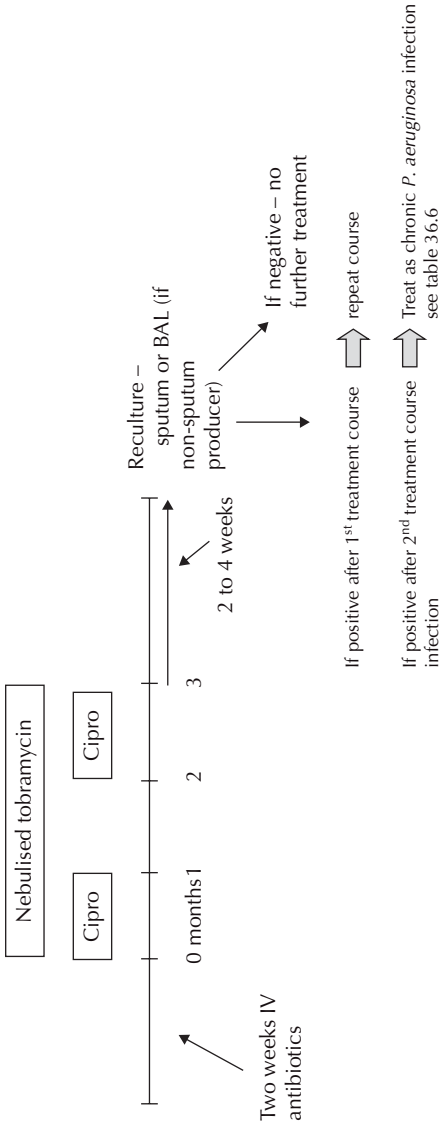 Nebulised tobramycin
Cipro
Cipro
0 months 1
2
3
Two weeks IV
antibiotics
2 to 4 weeks
Reculture –
sputum or BAL (if
non-sputum
producer)
If negative – no
further treatment
If positive after 1st treatment course
repeat course
If positive after 2nd treatment course
infection
Treat as chronic P. aeruginosa infection
see table 36.6